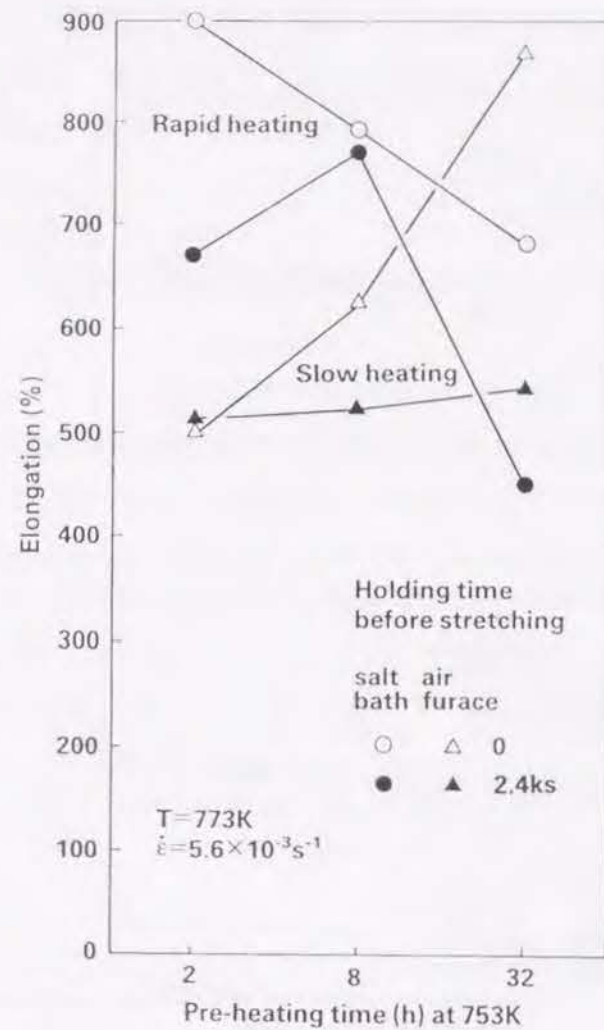 900
800
700
600
500
400
300
200
100
0
Elongation (%)
Rapid heating
Slow heating
Holding time
before stretching
salt air
bath furace
0
2.4ks
T=773K
ε̇=5.6×10⁻³s⁻¹
2 8 32
Pre-heating time (h) at 753K